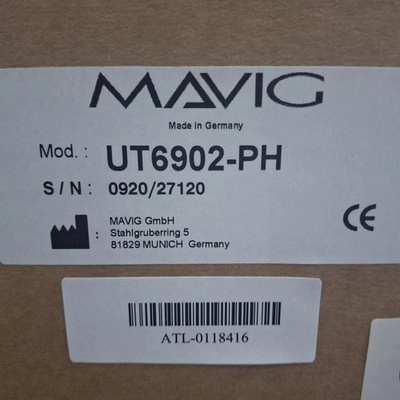 MAVIG
Made in Germany
Mod. : UT6902-PH
S / N : 0920/27120
MAVIG GmbH
: Stahlgruberring 5
81829 MUNICH Germany
CE
ATL-0118416